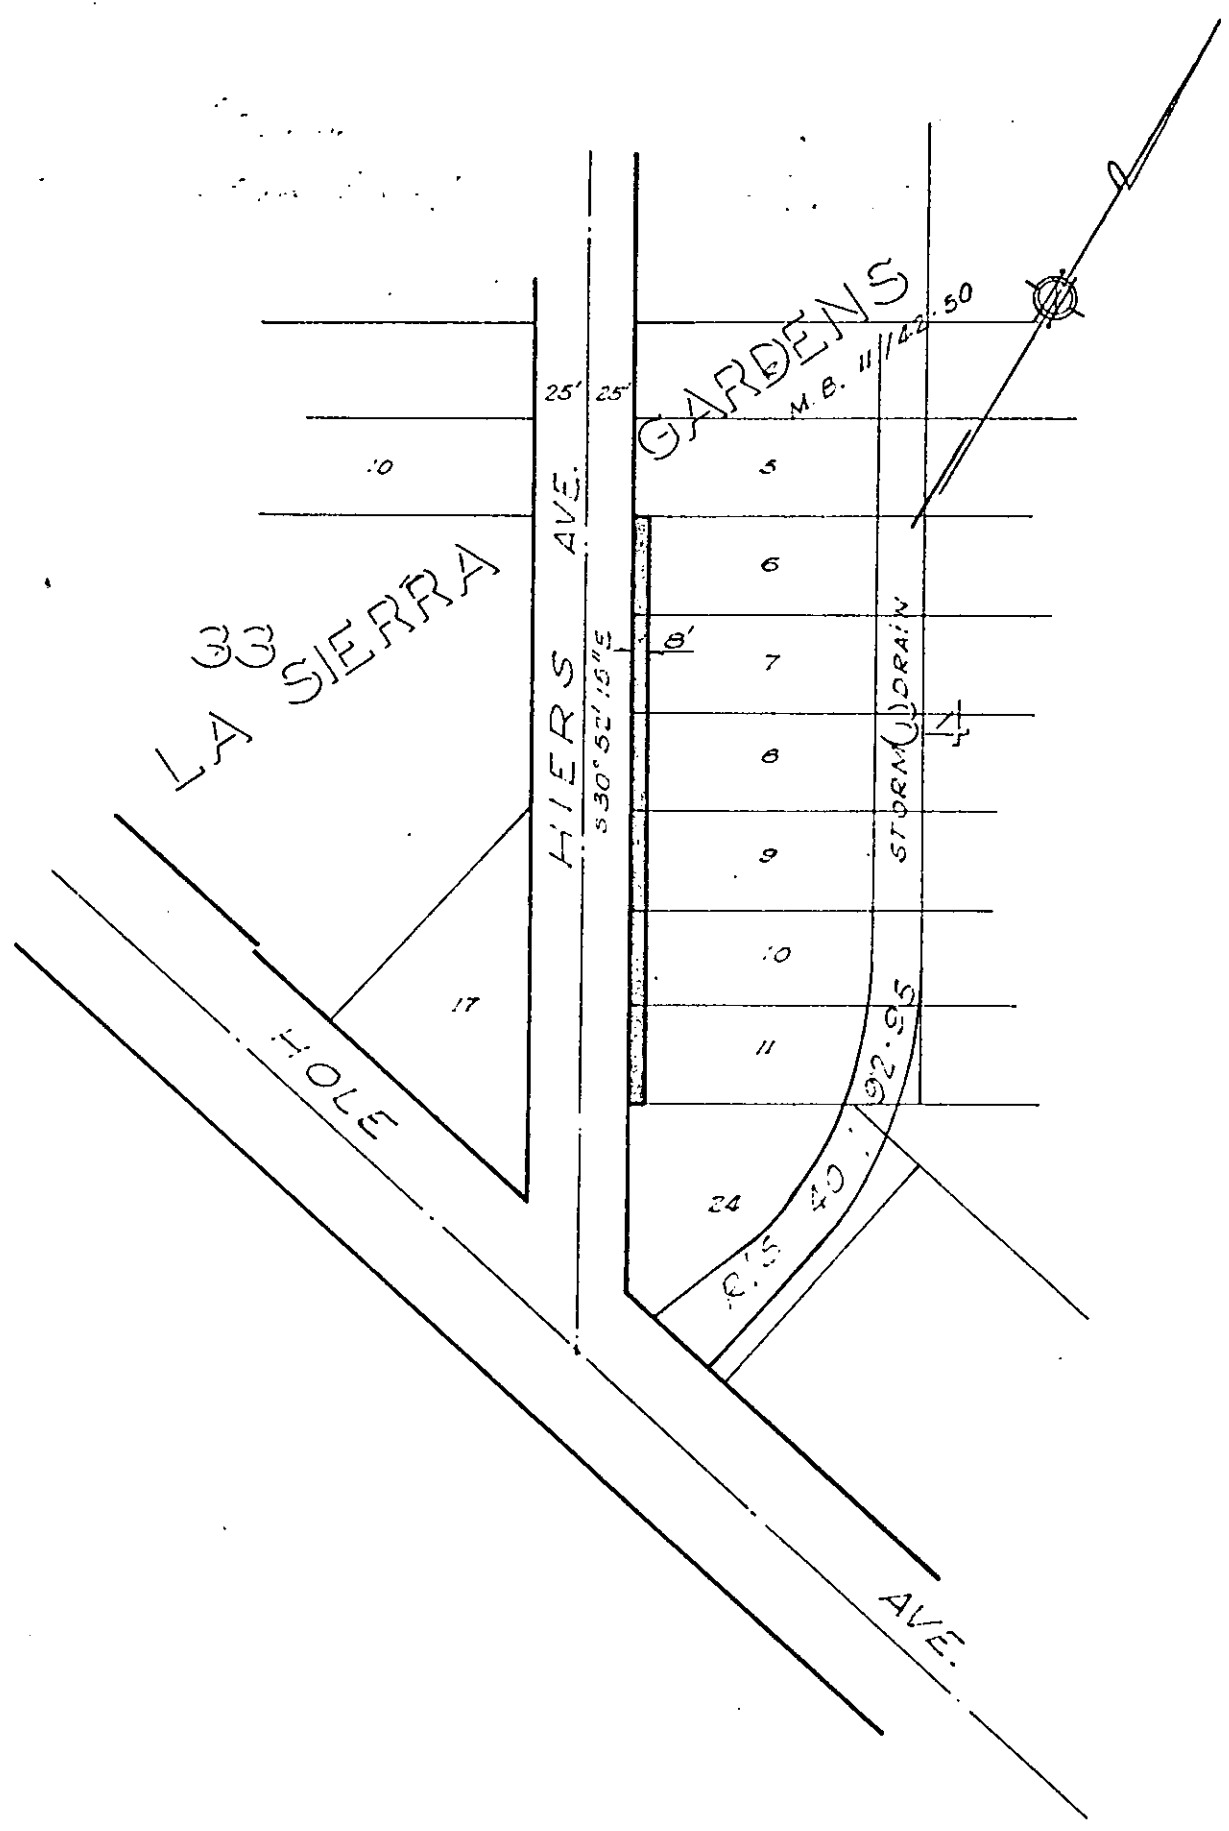 LA SIERRA GARDENS
M.B. 11/42-50
33
25' 25'
HIERS AVE.
S 30° 52' 15" E
8'
10
17
5
6
7
8
9
10
11
24
STORM DRAIN
R.S. 40 92-95
HOLE AVE.